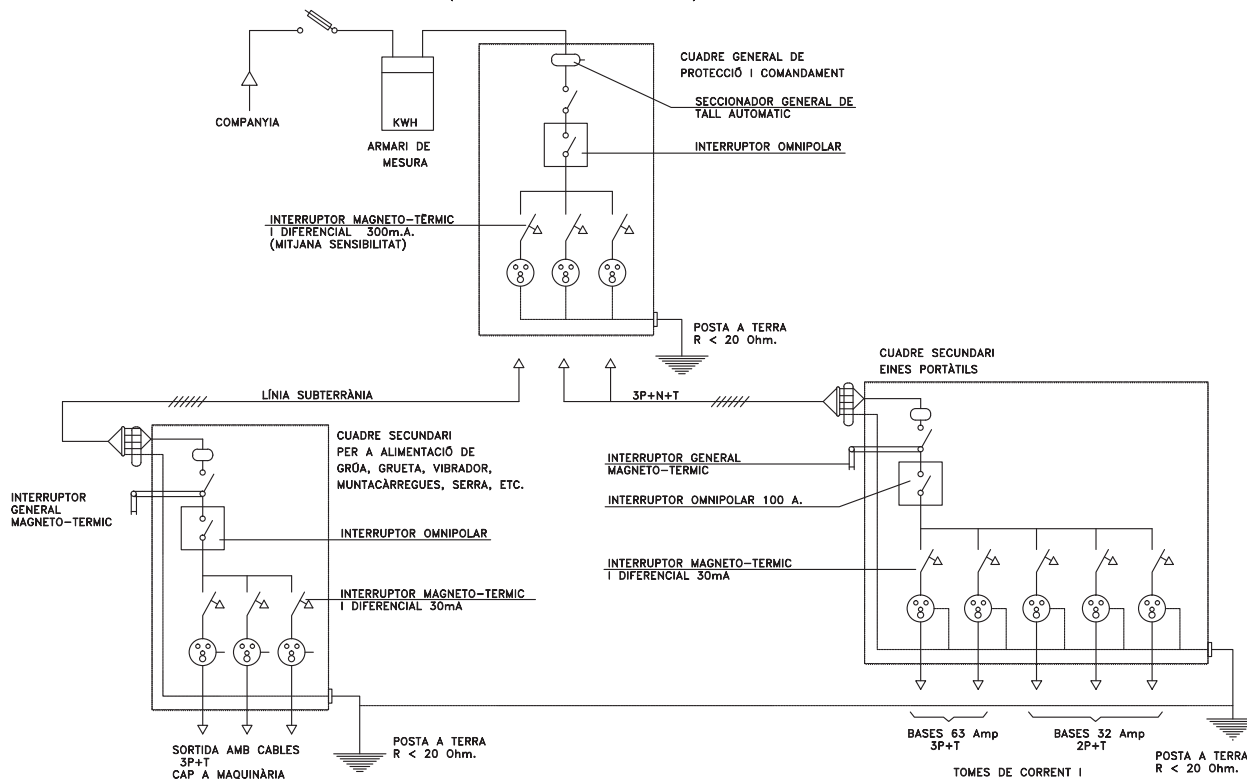 CUADRE GENERAL DE
PROTECCIÓ I COMANDAMENT
SECCIONADOR GENERAL DE
TALL AUTOMATIC
COMPANYIA
KWH
ARMARI DE
MESURA
INTERRUPTOR OMNIPOLAR
INTERRUPTOR MAGNETO-TÈRMIC
I DIFERENCIAL 300m.A.
(MITJANA SENSIBILITAT)
POSTA A TERRA
R < 20 Ohm.
CUADRE SECUNDARI
EINES PORTÀTILS
LÍNIA SUBTERRÀNIA
3P+N+T
CUADRE SECUNDARI
PER A ALIMENTACIÓ DE
GRÚA, GRUETA, VIBRADOR,
MUNTACÀRREGUES, SERRA, ETC.
INTERRUPTOR GENERAL
MAGNETO-TERMIC
INTERRUPTOR
GENERAL
MAGNETO-TERMIC
INTERRUPTOR OMNIPOLAR 100 A.
INTERRUPTOR OMNIPOLAR
INTERRUPTOR MAGNETO-TERMIC
I DIFERENCIAL 30mA
INTERRUPTOR MAGNETO-TERMIC
I DIFERENCIAL 30mA
SORTIDA AMB CABLES
3P+T
CAP A MAQUINÀRIA
POSTA A TERRA
R < 20 Ohm.
BASES 63 Amp
3P+T
BASES 32 Amp
2P+T
POSTA A TERRA
R < 20 Ohm.
TOMES DE CORRENT I